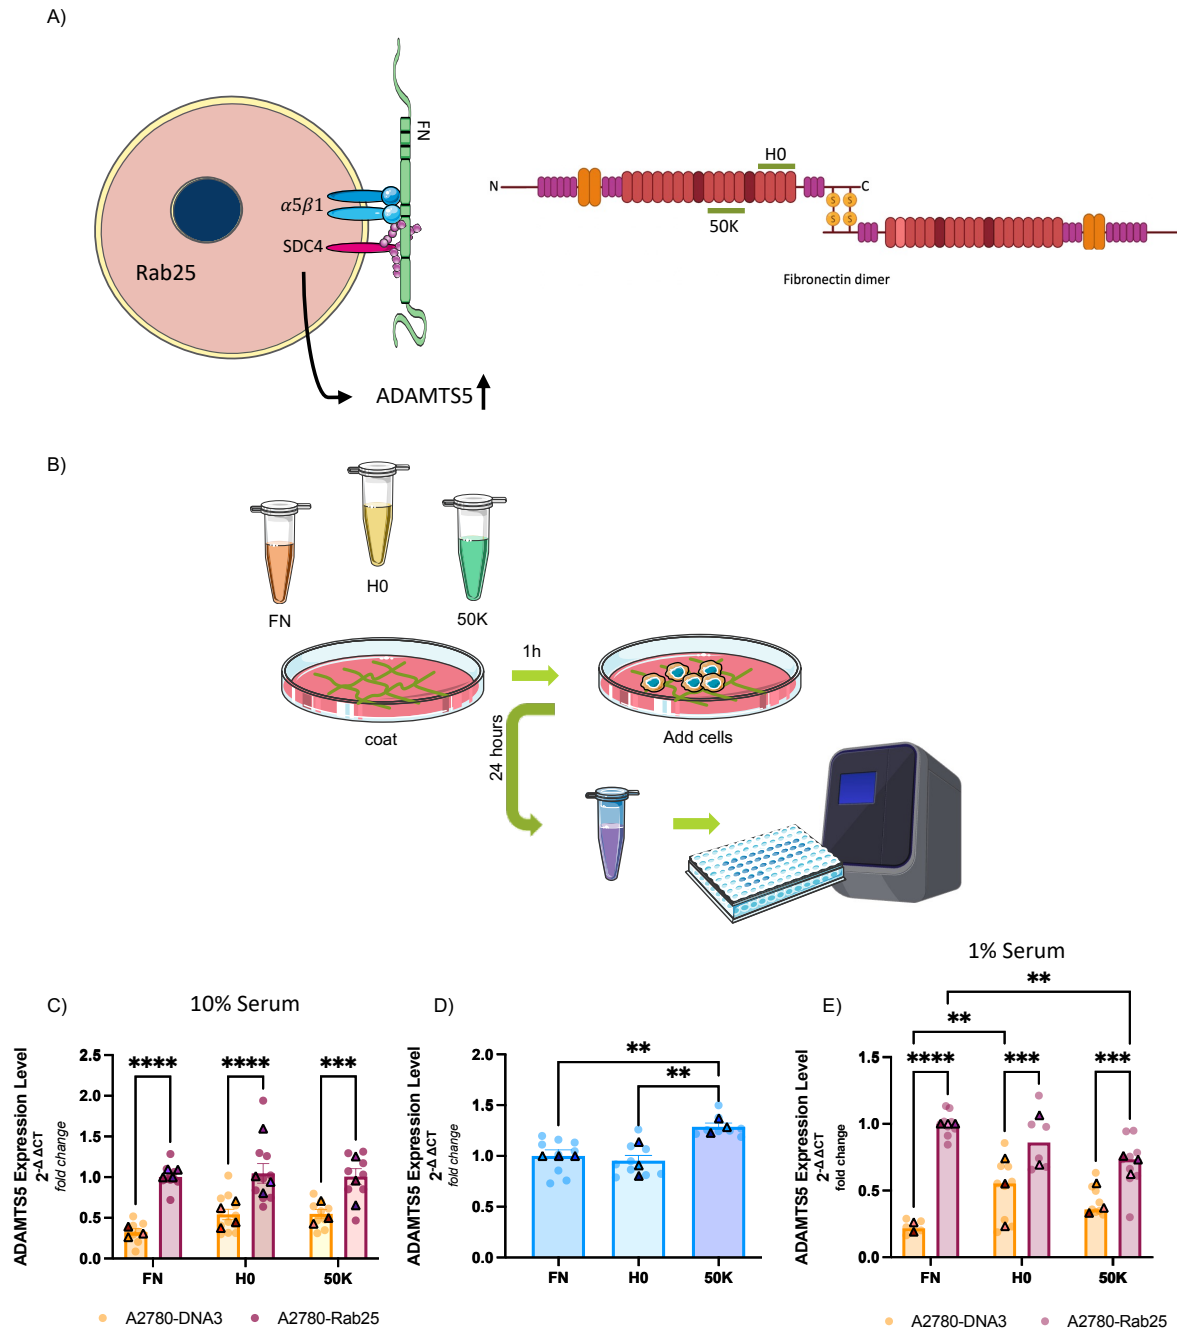 A)
FN
α5β1
SDC4
Rab25
ADAMTS5
H0
N
C
S S
S S
50K
Fibronectin dimer
B)
FN
H0
50K
1h
coat
Add cells
24 hours
C)
10% Serum
ADAMTS5 Expression Level
2-Δ ΔCT
fold change
2.5
2.0
1.5
1.0
0.5
0.0
**** **** ***
FN H0 50K
A2780-DNA3 A2780-Rab25
D)
ADAMTS5 Expression Level
2-Δ ΔCT
fold change
2.0
1.5
1.0
0.5
0.0
**
**
FN H0 50K
1% Serum
E)
ADAMTS5 Expression Level
2-Δ ΔCT
fold change
1.5
1.0
0.5
0.0
**
**
**** *** ***
FN H0 50K
A2780-DNA3 A2780-Rab25